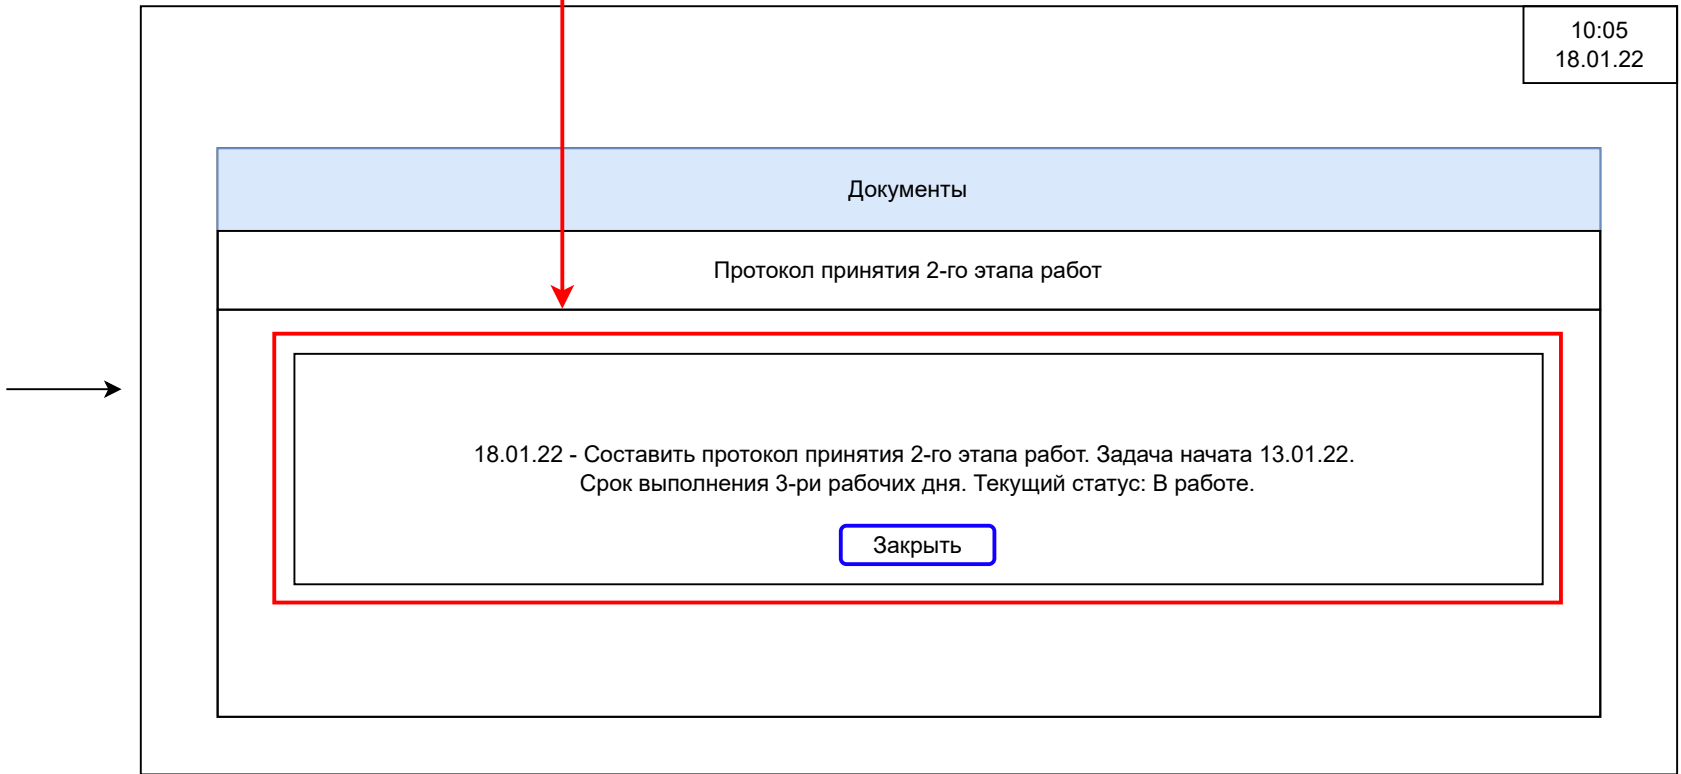 10:05
18.01.22
Документы
Протокол принятия 2-го этапа работ
18.01.22 - Составить протокол принятия 2-го этапа работ. Задача начата 13.01.22.
Срок выполнения 3-ри рабочих дня. Текущий статус: В работе.
Закрыть